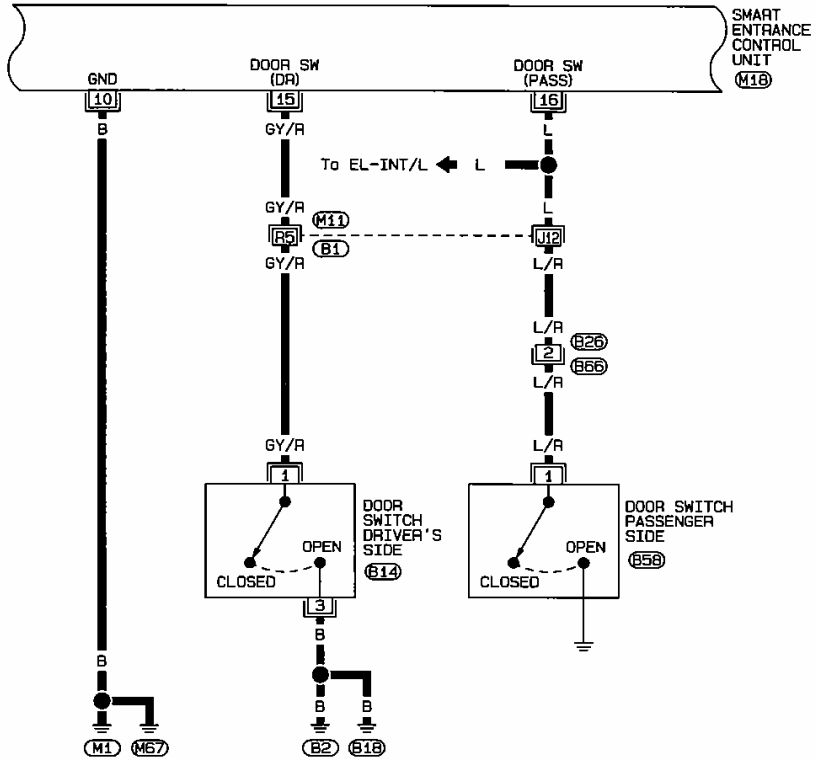 SMART
ENTRANCE
CONTROL
UNIT
M18
GND
DOOR SW
(DR)
DOOR SW
(PASS)
10
15
16
B
GY/R
L
To EL-INT/L
L
GY/R
M11
L
R5
B1
J12
GY/R
L/R
L/R
B26
2
B66
L/R
GY/R
L/R
1
1
DOOR
SWITCH
DRIVER'S
SIDE
B14
OPEN
CLOSED
DOOR SWITCH
PASSENGER
SIDE
B58
OPEN
CLOSED
3
B
B
B
B
M1
M67
B2
B18